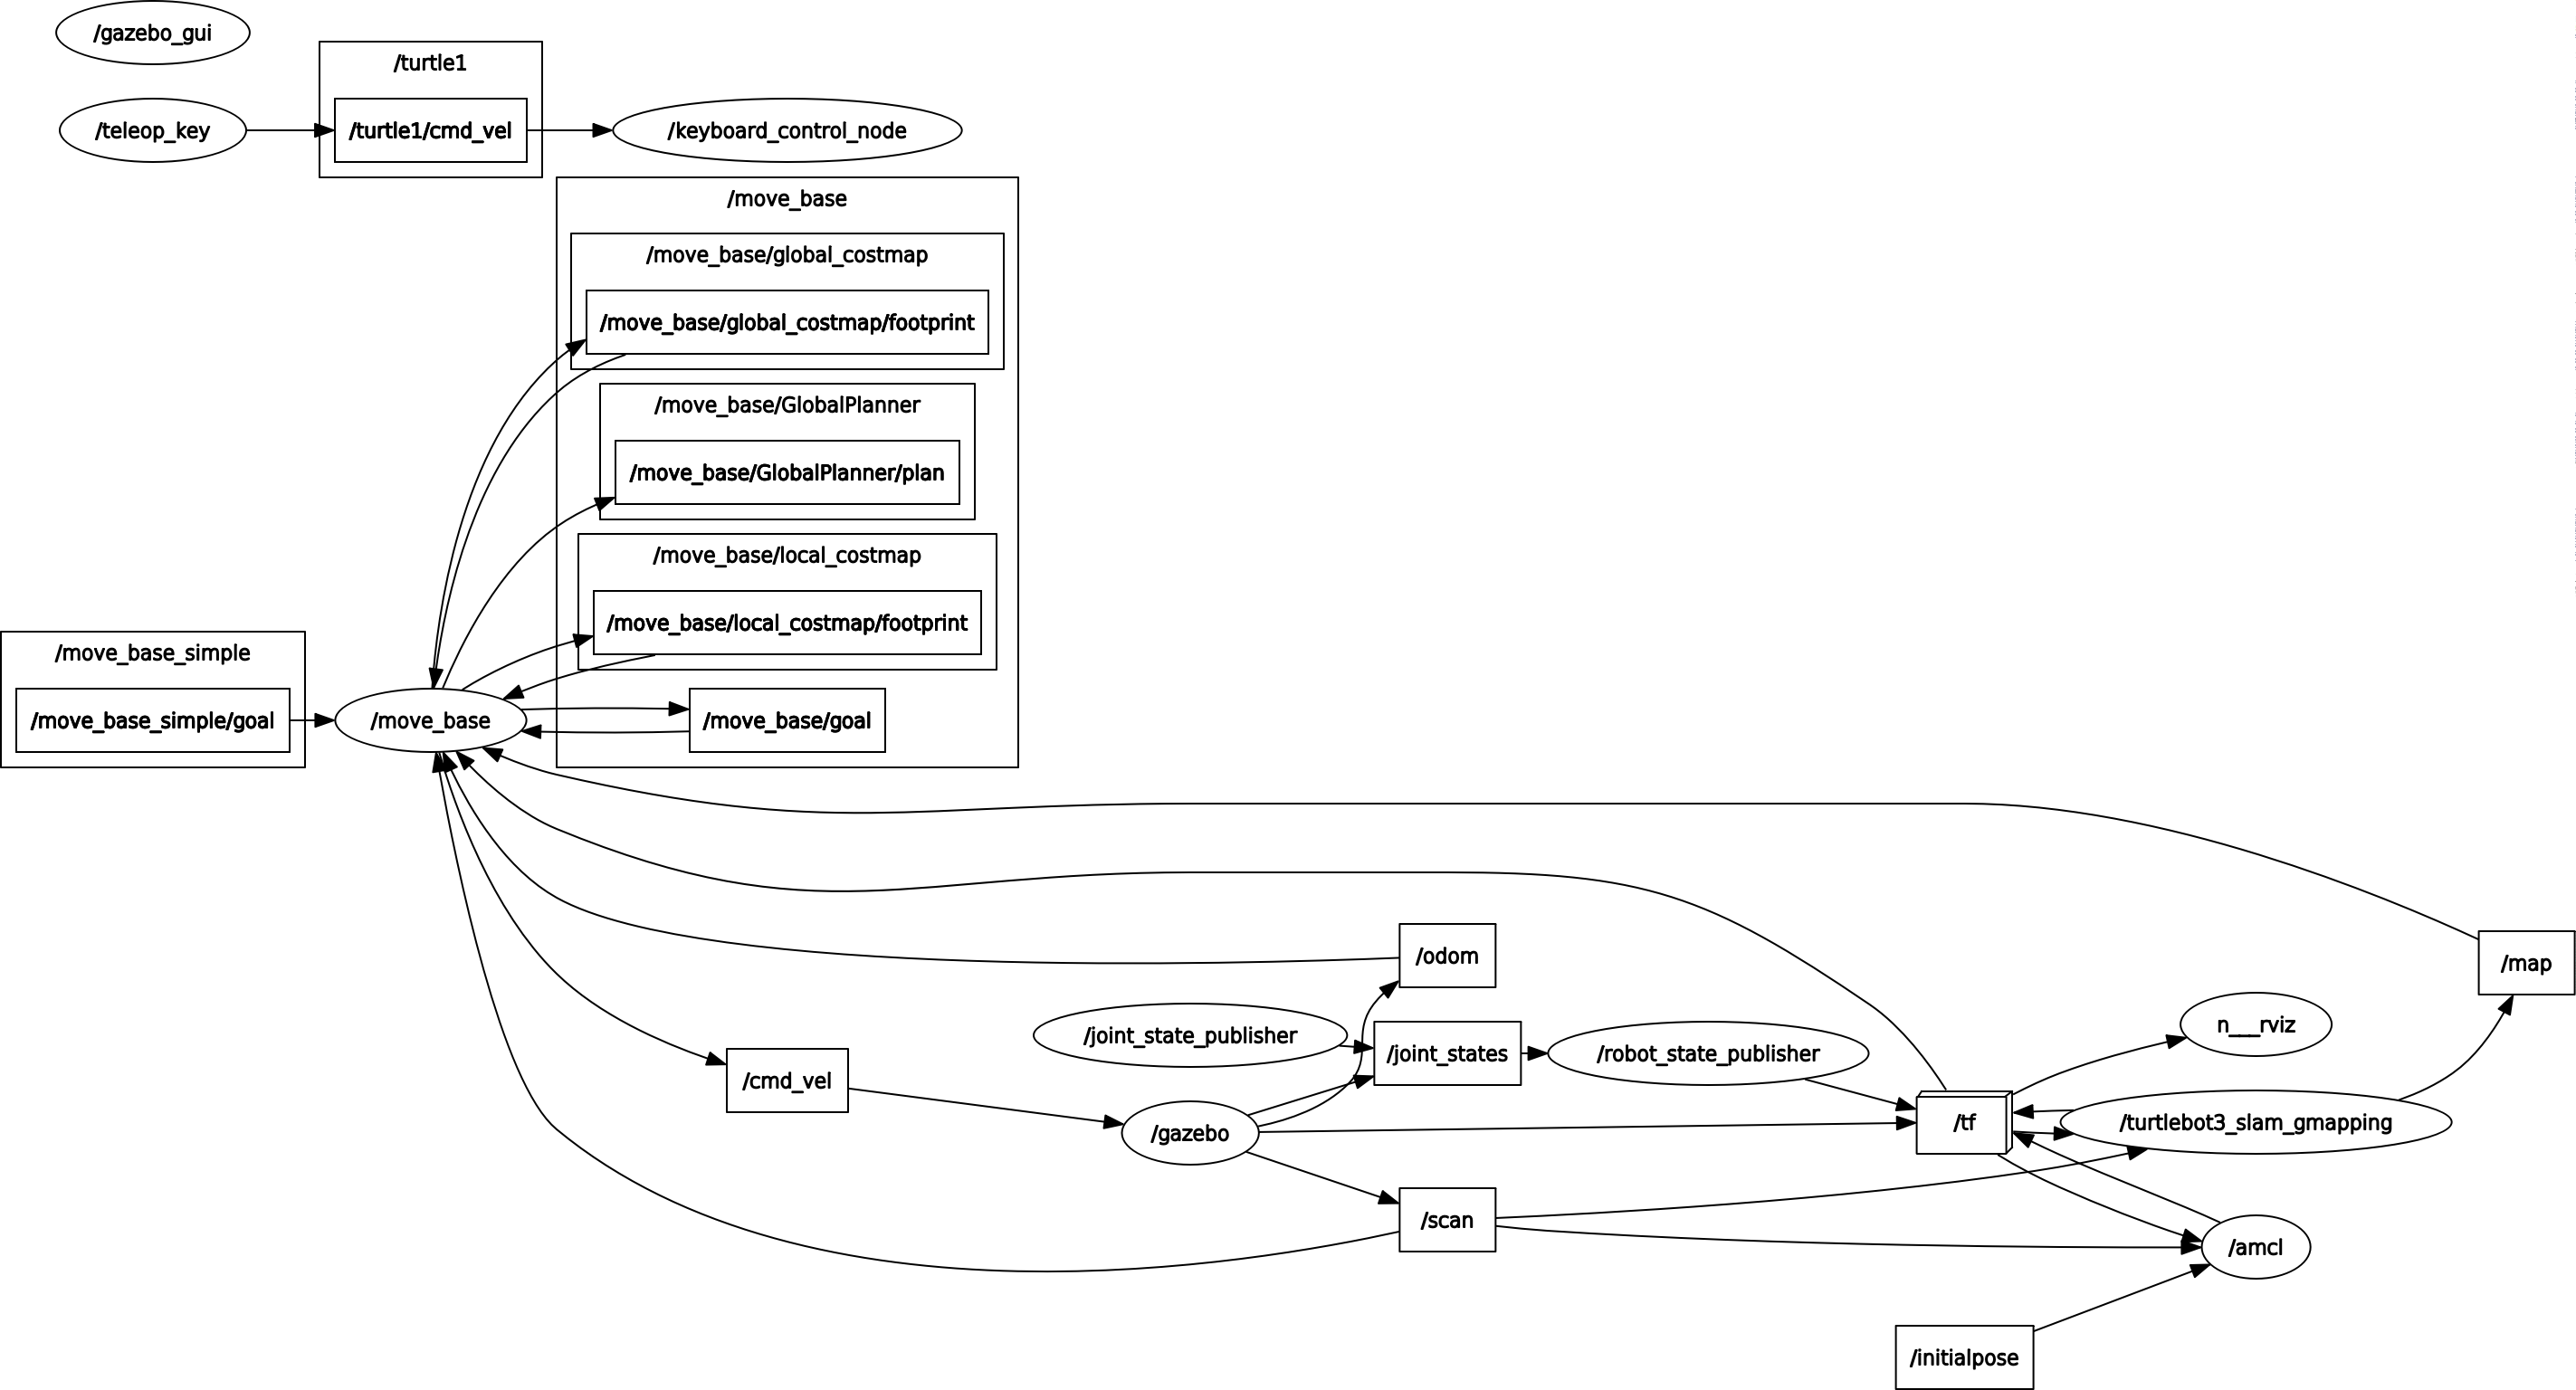 /gazebo_gui
/turtle1
/teleop_key
/turtle1/cmd_vel
/keyboard_control_node
/move_base
/move_base/global_costmap
/move_base/global_costmap/footprint
/move_base/GlobalPlanner
/move_base/GlobalPlanner/plan
/move_base/local_costmap
/move_base/local_costmap/footprint
/move_base_simple
/move_base_simple/goal
/move_base
/move_base/goal
/odom
/map
/joint_state_publisher
/joint_states
/robot_state_publisher
n___rviz
/cmd_vel
/gazebo
/tf
/turtlebot3_slam_gmapping
/scan
/amcl
/initialpose